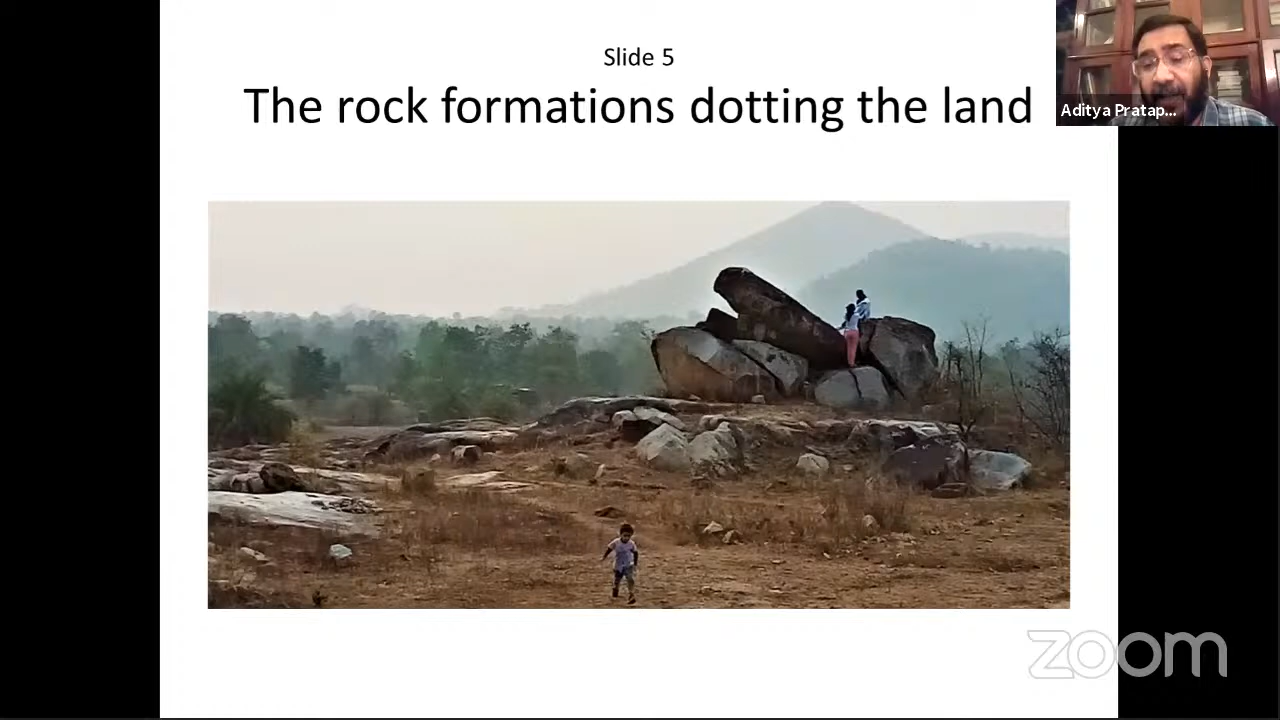 Slide 5
The rock formations dotting the land
Aditya Pratap...
zoom